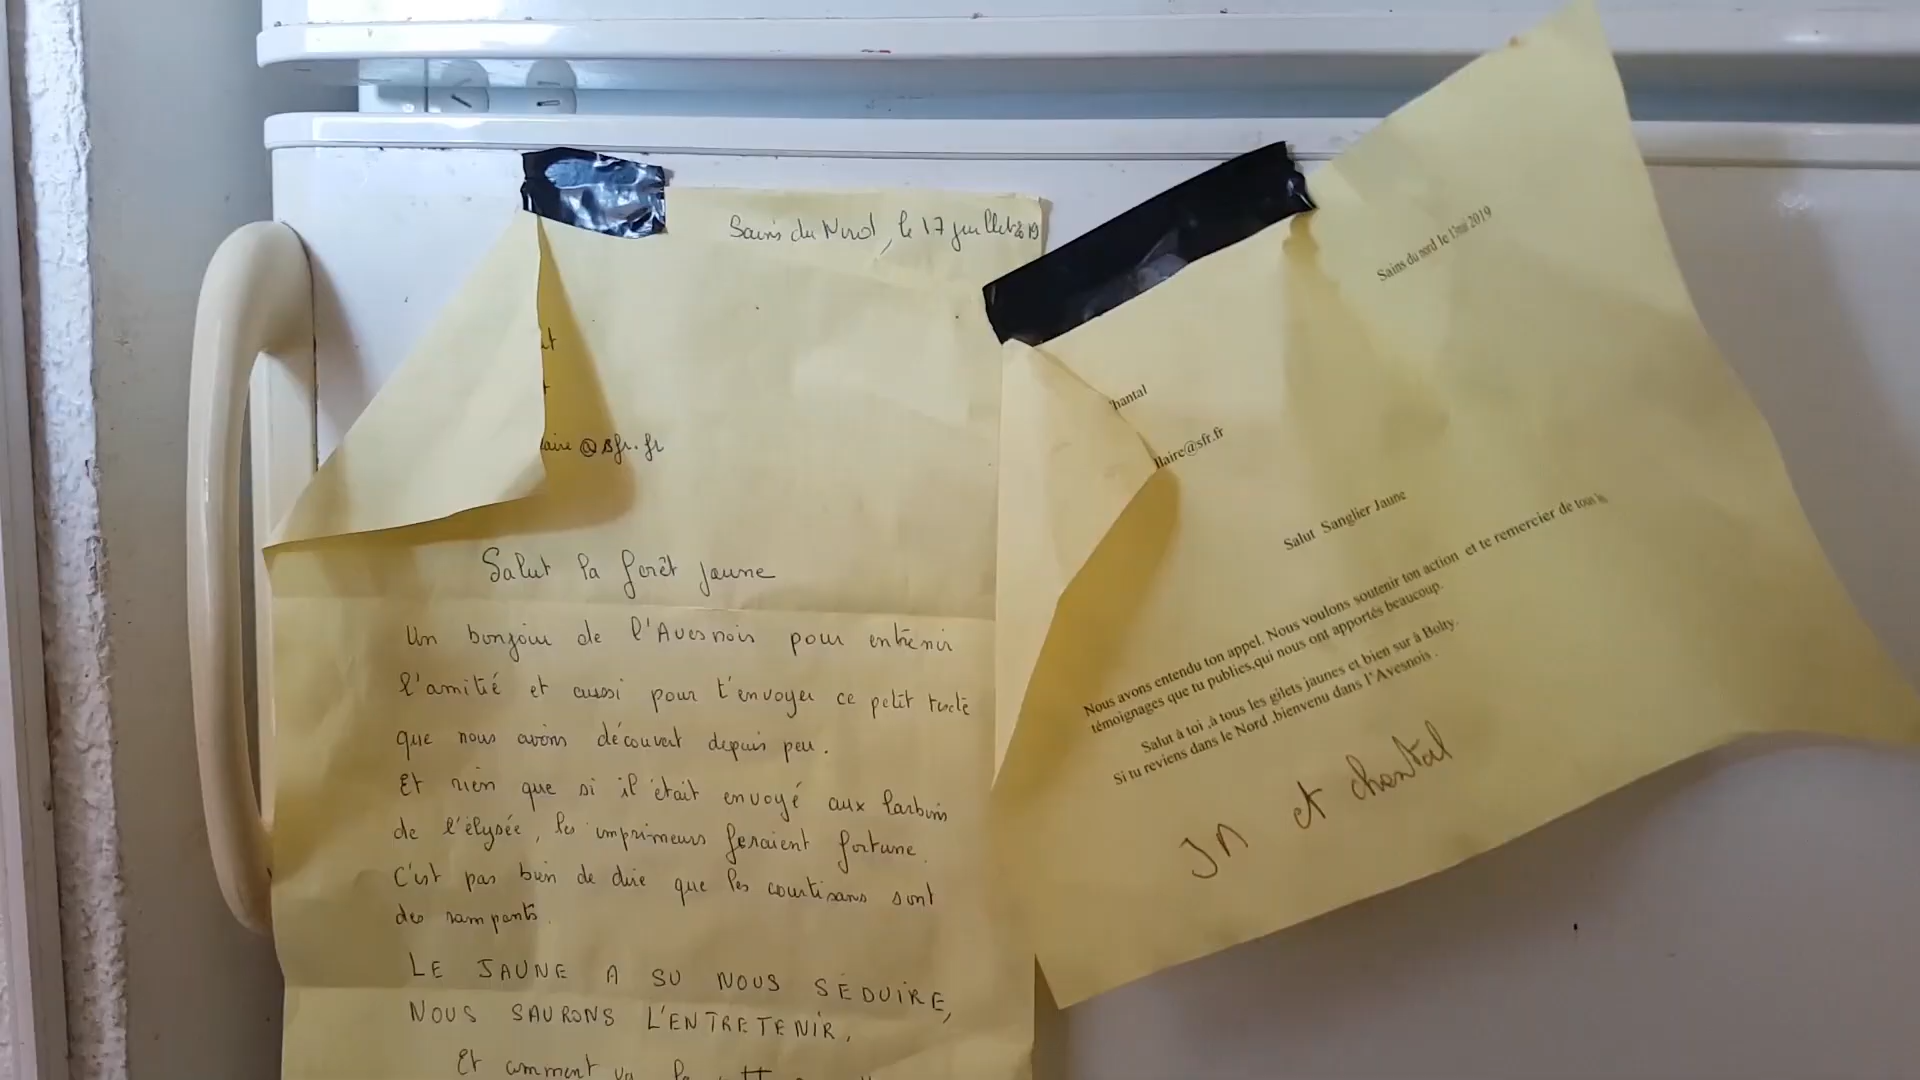 Sains du Nord, le 17 juillet 2019
laire@sfr.fr
Salut la forêt jaune
Un bonjour de l'Avesnois pour entrenir
l'amitié et aussi pour t'envoyer ce petit texte
que nous avons découvert depuis peu.
Et rien que si il était envoyé aux larbins
de l'élysée, les imprimeurs feraient fortune.
C'est pas bien de dire que les courtisans sont
des rampants.
LE JAUNE A SU NOUS SÉDUIRE,
NOUS SAURONS L'ENTRETENIR.
Et comment va la
Sains du nord le 13mai 2019
hantal
llaire@sfr.fr
Salut Sanglier Jaune
Nous avons entendu ton appel. Nous voulons soutenir ton action et te remercier de tous les
témoignages que tu publies,qui nous ont apportés beaucoup.
Salut à toi ,à tous les gilets jaunes et bien sur à Bolty.
Si tu reviens dans le Nord ,bienvenu dans l'Avesnois .
JM et chantal